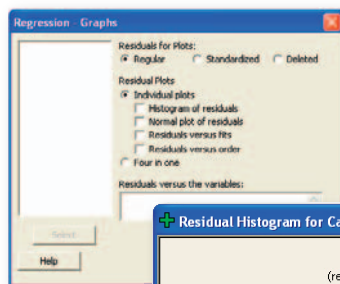 Regression - Graphs
Residuals for Plots:
Regular Standardized Deleted
Residual Plots
Individual plots
Histogram of residuals
Normal plot of residuals
Residuals versus fits
Residuals versus order
Four in one
Residuals versus the variables:
Select
Help
Residual Histogram for Ca
(re